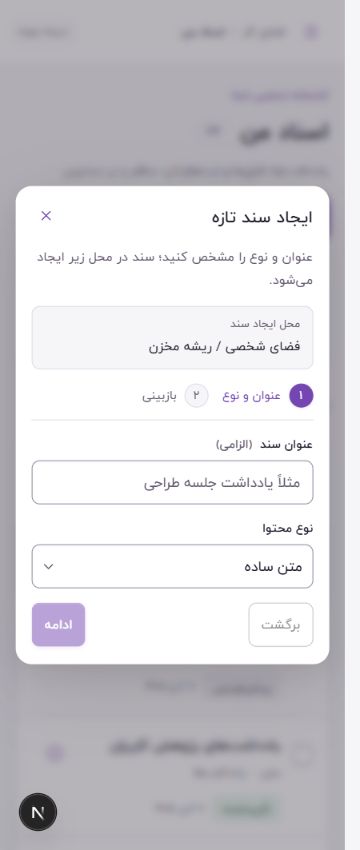 اسناد من
ایجاد سند تازه
عنوان و نوع را مشخص کنید؛ سند در محل زیر ایجاد
می‌شود.
محل ایجاد سند
فضای شخصی / ریشه مخزن
۱ عنوان و نوع ۲ بازبینی
عنوان سند (الزامی)
مثلاً یادداشت جلسه طراحی
نوع محتوا
متن ساده
برگشت ادامه
N